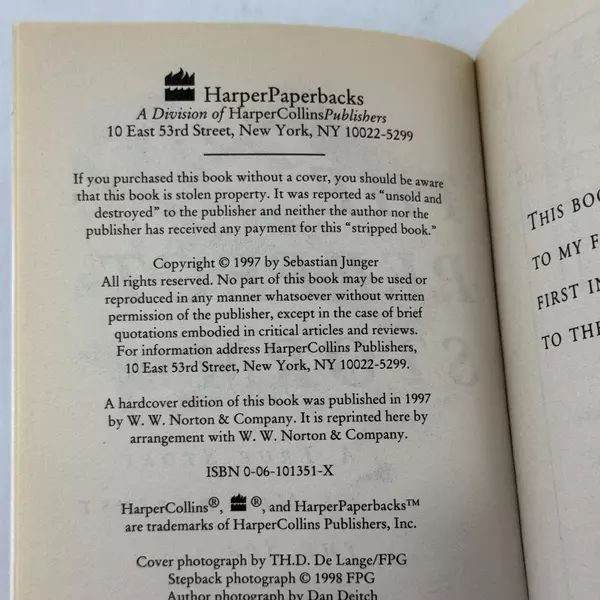 HarperPaperbacks
A Division of HarperCollinsPublishers
10 East 53rd Street, New York, NY 10022-5299
If you purchased this book without a cover, you should be aware
that this book is stolen property. It was reported as “unsold and
destroyed” to the publisher and neither the author nor the
publisher has received any payment for this “stripped book.”
Copyright © 1997 by Sebastian Junger
All rights reserved. No part of this book may be used or
reproduced in any manner whatsoever without written
permission of the publisher, except in the case of brief
quotations embodied in critical articles and reviews.
For information address HarperCollins Publishers,
10 East 53rd Street, New York, NY 10022-5299.
A hardcover edition of this book was published in 1997
by W. W. Norton & Company. It is reprinted here by
arrangement with W. W. Norton & Company.
ISBN 0-06-101351-X
HarperCollins®, ®, and HarperPaperbacks™
are trademarks of HarperCollins Publishers, Inc.
Cover photograph by TH.D. De Lange/FPG
Stepback photograph © 1998 FPG
Author photograph by Dan Deitch
THIS BOO
TO MY F
FIRST IN
TO THE